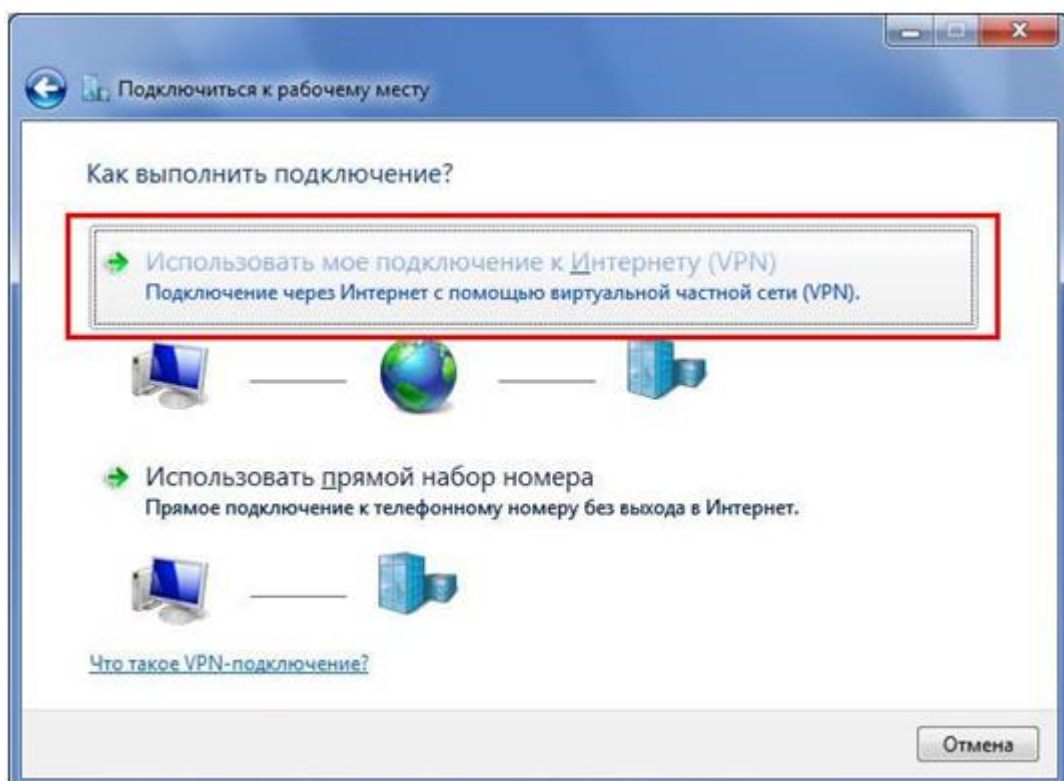 Подключиться к рабочему месту
Как выполнить подключение?
Использовать мое подключение к Интернету (VPN)
Подключение через Интернет с помощью виртуальной частной сети (VPN).
Использовать прямой набор номера
Прямое подключение к телефонному номеру без выхода в Интернет.
Что такое VPN-подключение?
Отмена